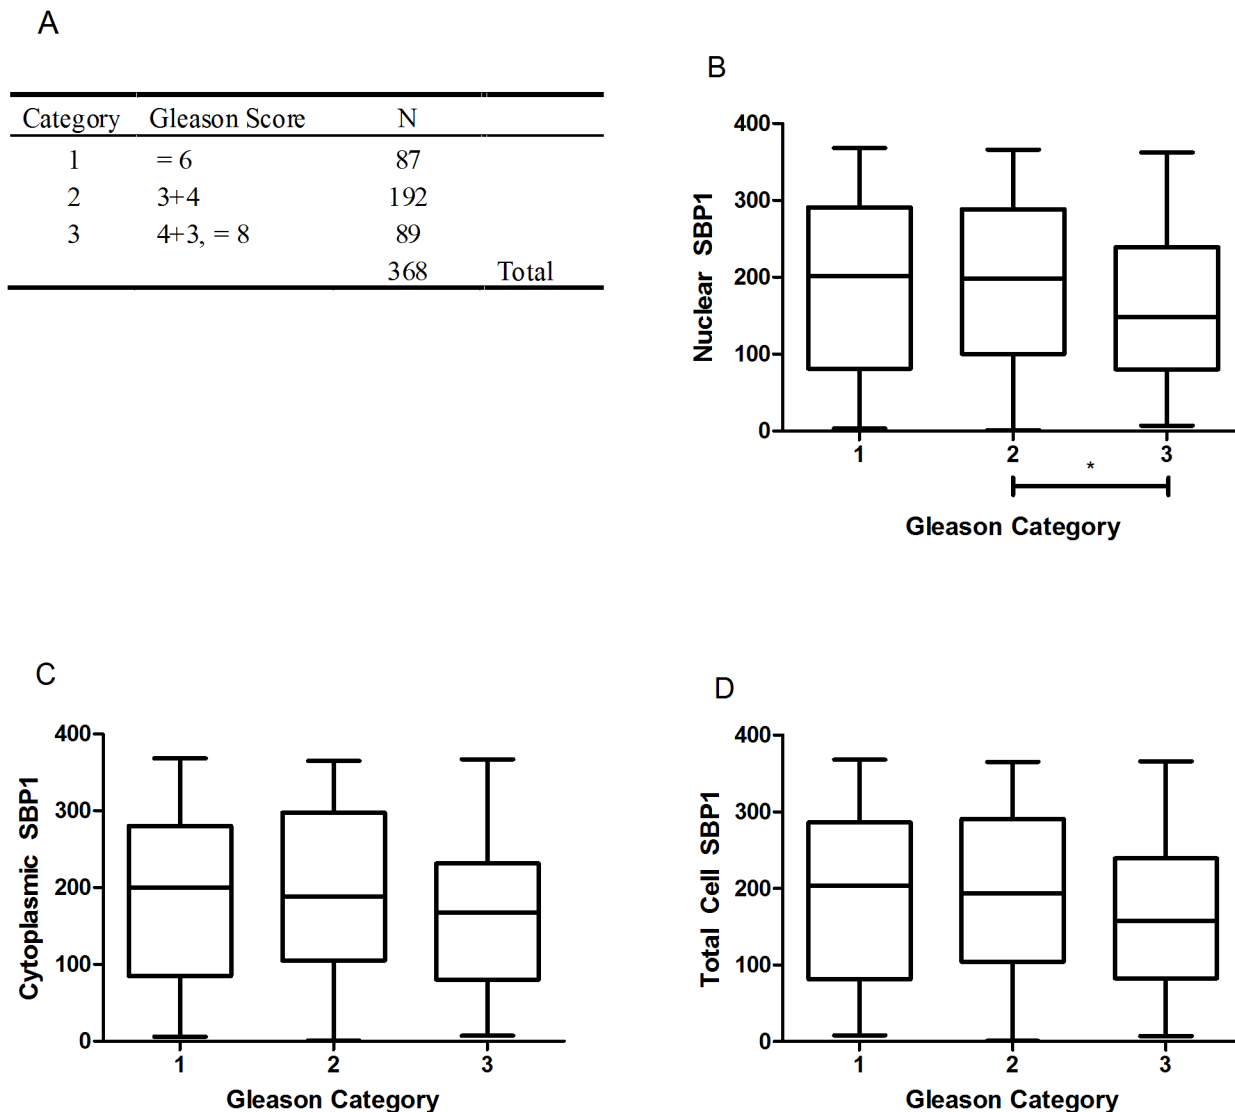 A
Category Gleason Score N
1 = 6 87
2 3+4 192
3 4+3, = 8 89
368 Total
B
Nuclear SBP1
400
300
200
100
0
1 2 3
*
Gleason Category
C
Cytoplasmic SBP1
400
300
200
100
0
1 2 3
Gleason Category
D
Total Cell SBP1
400
300
200
100
0
1 2 3
Gleason Category